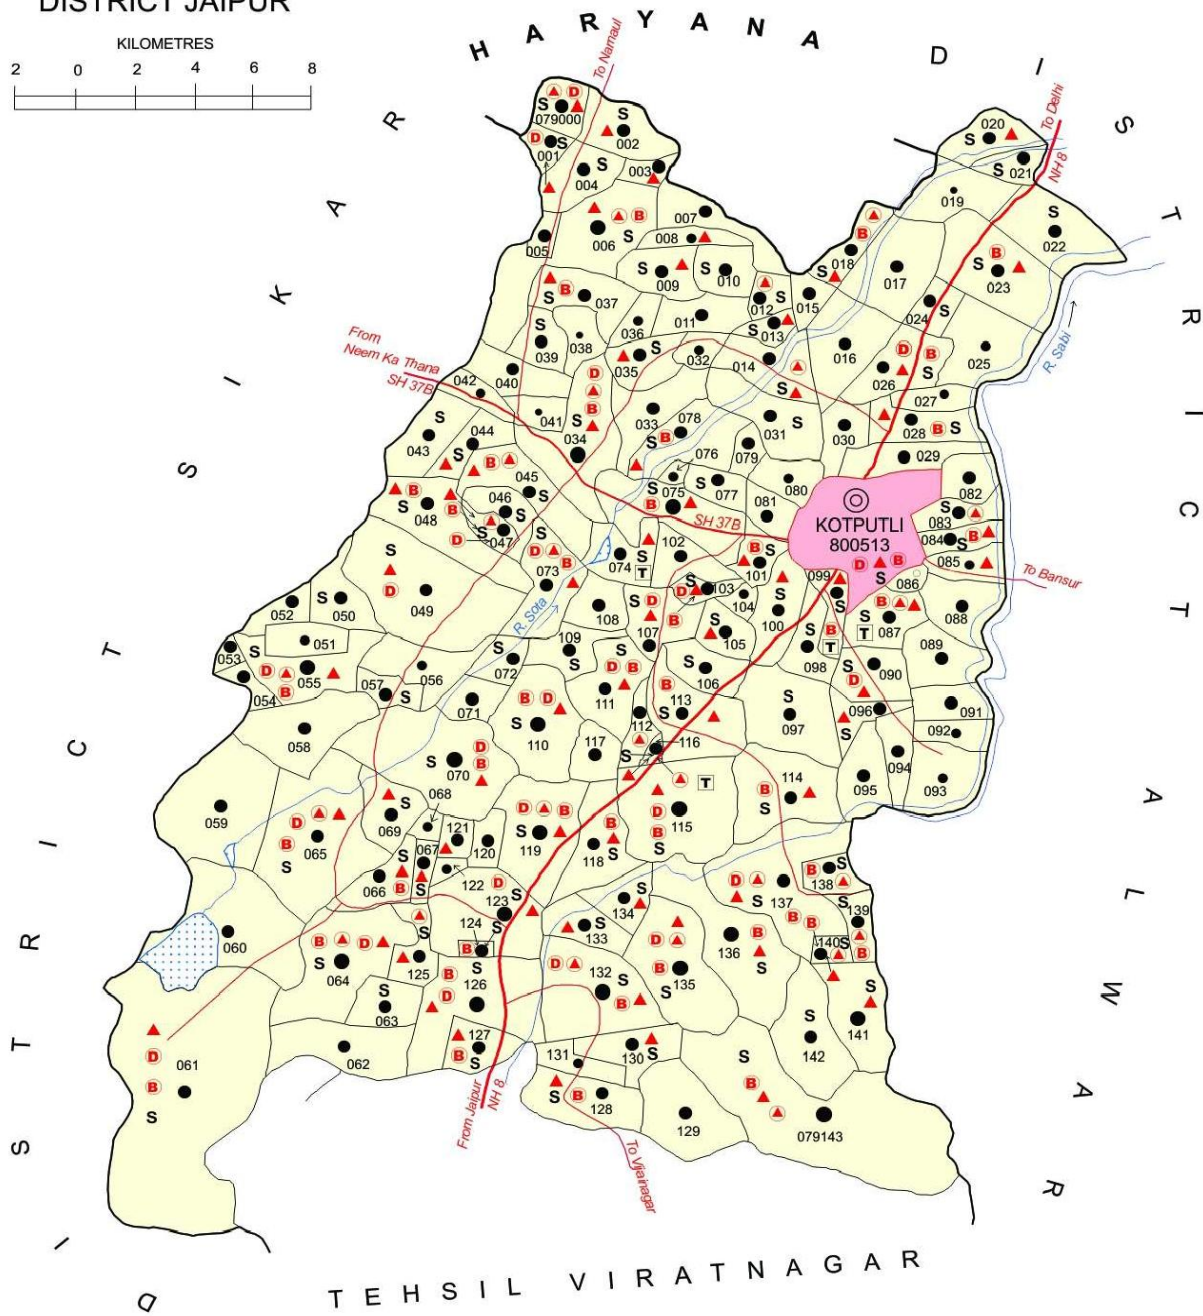 DISTRICT JAIPUR
KILOMETRES
2 0 2 4 6 8
HARYANA
DISTRICT ALWAR
DISTRICT SIKAR
TEHSIL VIRATNAGAR
To Narnaul
To Delhi
NH 8
From
Neem Ka Thana
SH 37B
SH 37B
R. Sabi
R. Sota
KOTPUTLI
800513
To Bansur
From Jaipur
NH 8
To Vijainagar
D
S
079000
D S
001
S
002
004 S
003
B
006 S
007
008
005
S 009
S 010
012 S
S 013
015
B
018
S
017
019
020
S
021
S
S
022
B
S
023
024 S
025
B 037
S
038
S
039
036
011
035 S
032
014
S
016
D B
026 S
027
028 B S
029
030
031 S
033
S B 078
079
076
S 075
B
S 077
081
080
082
S
083
084 S B
085
086
042
040
041
D
B
S
034
S
043
044
S B
045
S
046
S
047
S
B
D
B
048
S
S
D
049
D B
073
S
074 S
T
102
B
S
101
103
S
D
104
100
S
099
S
D B
S
B
S
087
T
088
089
S
098
B
T
052
S 050
051
053
S
054
D
B
055
056
057 S
058
S
072
109
S
108
S D
107 B
105
S
S
106
D B
S
111
B
S
113
112
S
116
S
097
S
D
090
096
S
091
092
094
093
095
071
B D
S
110
117
S 070
D
B
068
059
D
B
065
S
S
069
067
S
066 B
S
121
120
122
D B
S
119
B
118 S
T
D
B
115
S
114
B
S
D
123 S
S
124
B
S
060
B D
S
064
S
125
S
063
B
D
126
S
062
D
B
061
S
127
B
S
134 S
133 S
D
132 S
B
D
B
135
S
D
137
B B
136
B
S
B
138
S
S 139
B
140 S
S
141
S
142
131
130 S
S B
128
129
S
B
079143